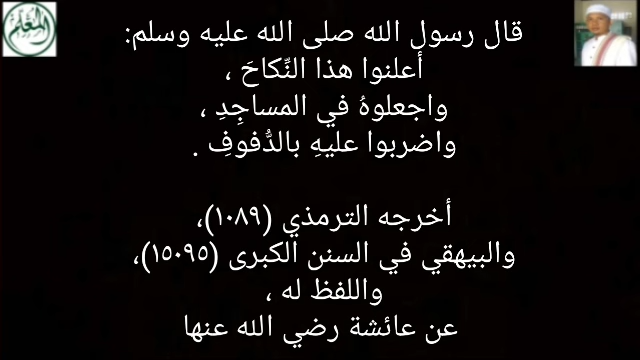 المعلم
قال رسول الله صلى الله عليه وسلم:
أعلنوا هذا النِّكاحَ ،
واجعلوهُ في المساجِدِ ،
واضربوا عليهِ بالدُّفوفِ .
أخرجه الترمذي (١٠٨٩)،
والبيهقي في السنن الكبرى (١٥٠٩٥)،
واللفظ له ،
عن عائشة رضي الله عنها